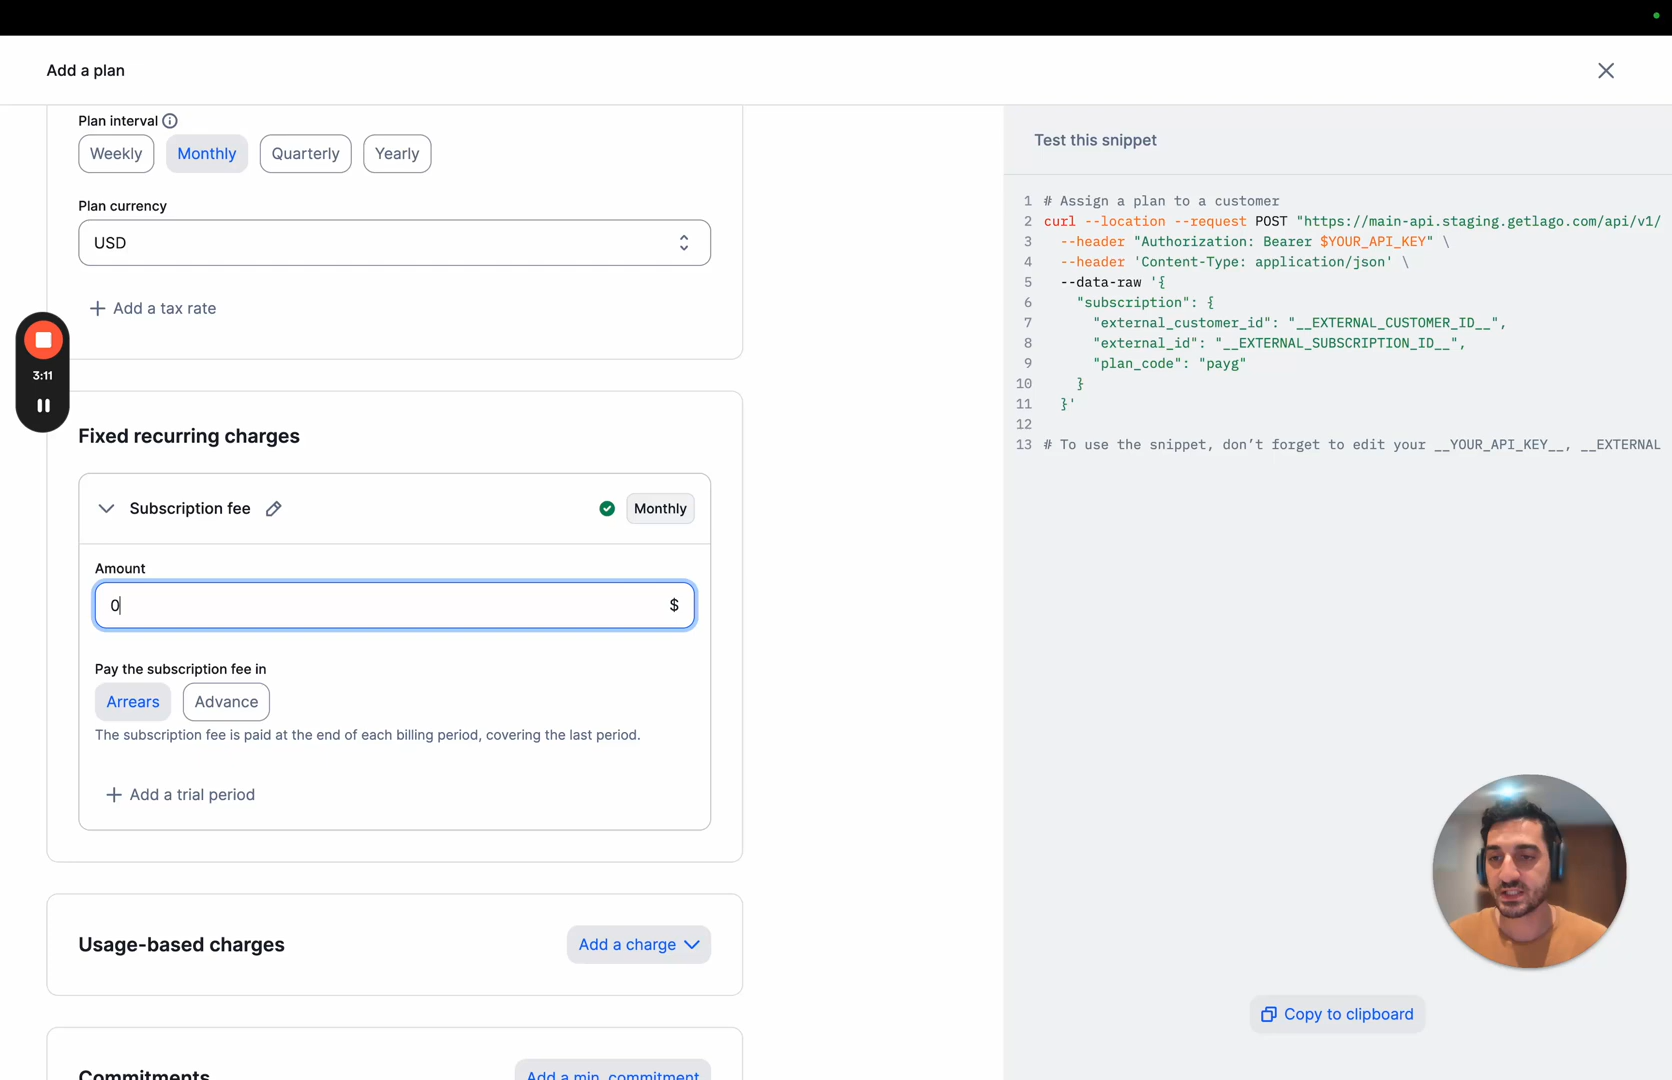 Add a plan
Plan interval
Weekly
Monthly
Quarterly
Yearly
Plan currency
USD
Add a tax rate
3:11
Fixed recurring charges
Subscription fee
Monthly
Amount
0
$
Pay the subscription fee in
Arrears
Advance
The subscription fee is paid at the end of each billing period, covering the last period.
Add a trial period
Usage-based charges
Add a charge
Commitments
Add a min. commitment
Test this snippet
1 # Assign a plan to a customer
2 curl --location --request POST "https://main-api.staging.getlago.com/api/v1/
3 --header "Authorization: Bearer $YOUR_API_KEY" \
4 --header 'Content-Type: application/json' \
5 --data-raw '{
6 "subscription": {
7 "external_customer_id": "__EXTERNAL_CUSTOMER_ID__",
8 "external_id": "__EXTERNAL_SUBSCRIPTION_ID__",
9 "plan_code": "payg"
10 }
11 }'
12
13 # To use the snippet, don’t forget to edit your __YOUR_API_KEY__, __EXTERNAL
Copy to clipboard